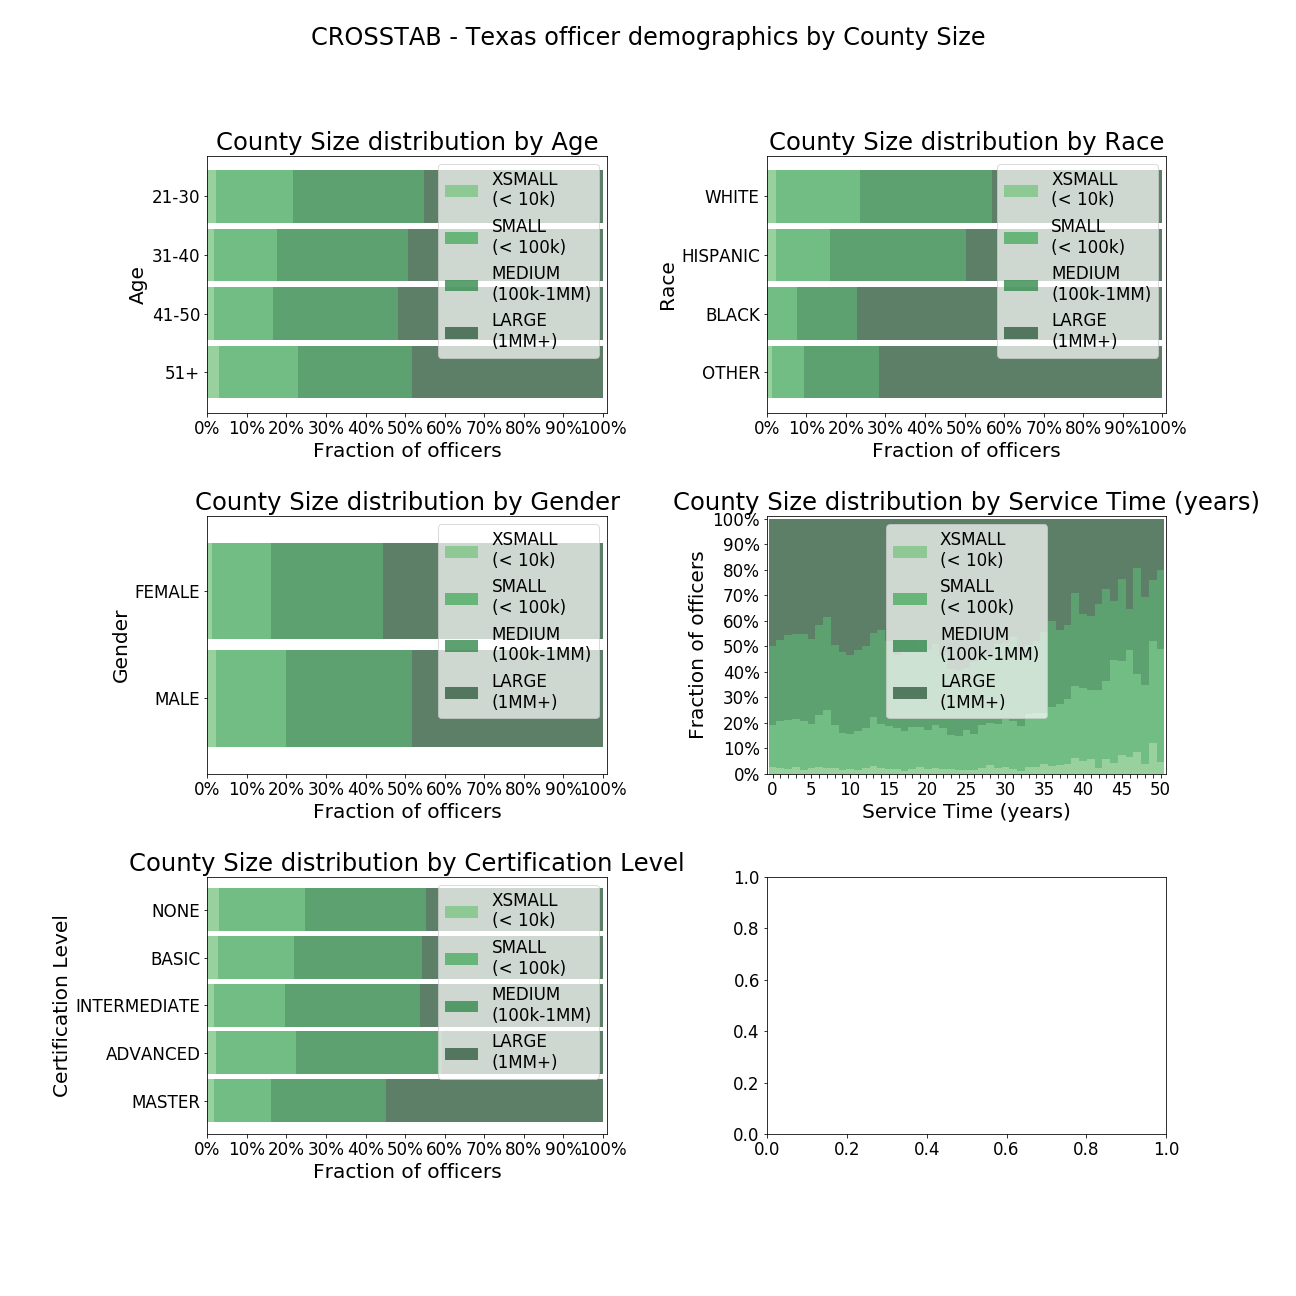 CROSSTAB - Texas officer demographics by County Size
County Size distribution by Age
Age
21-30
31-40
41-50
51+
XSMALL
(< 10k)
SMALL
(< 100k)
MEDIUM
(100k-1MM)
LARGE
(1MM+)
0% 10% 20% 30% 40% 50% 60% 70% 80% 90% 100%
Fraction of officers
County Size distribution by Race
Race
WHITE
HISPANIC
BLACK
OTHER
XSMALL
(< 10k)
SMALL
(< 100k)
MEDIUM
(100k-1MM)
LARGE
(1MM+)
0% 10% 20% 30% 40% 50% 60% 70% 80% 90% 100%
Fraction of officers
County Size distribution by Gender
Gender
FEMALE
MALE
XSMALL
(< 10k)
SMALL
(< 100k)
MEDIUM
(100k-1MM)
LARGE
(1MM+)
0% 10% 20% 30% 40% 50% 60% 70% 80% 90% 100%
Fraction of officers
County Size distribution by Service Time (years)
Fraction of officers
100%
90%
80%
70%
60%
50%
40%
30%
20%
10%
0%
XSMALL
(< 10k)
SMALL
(< 100k)
MEDIUM
(100k-1MM)
LARGE
(1MM+)
0 5 10 15 20 25 30 35 40 45 50
Service Time (years)
County Size distribution by Certification Level
Certification Level
NONE
BASIC
INTERMEDIATE
ADVANCED
MASTER
XSMALL
(< 10k)
SMALL
(< 100k)
MEDIUM
(100k-1MM)
LARGE
(1MM+)
0% 10% 20% 30% 40% 50% 60% 70% 80% 90% 100%
Fraction of officers
1.0
0.8
0.6
0.4
0.2
0.0
0.0 0.2 0.4 0.6 0.8 1.0